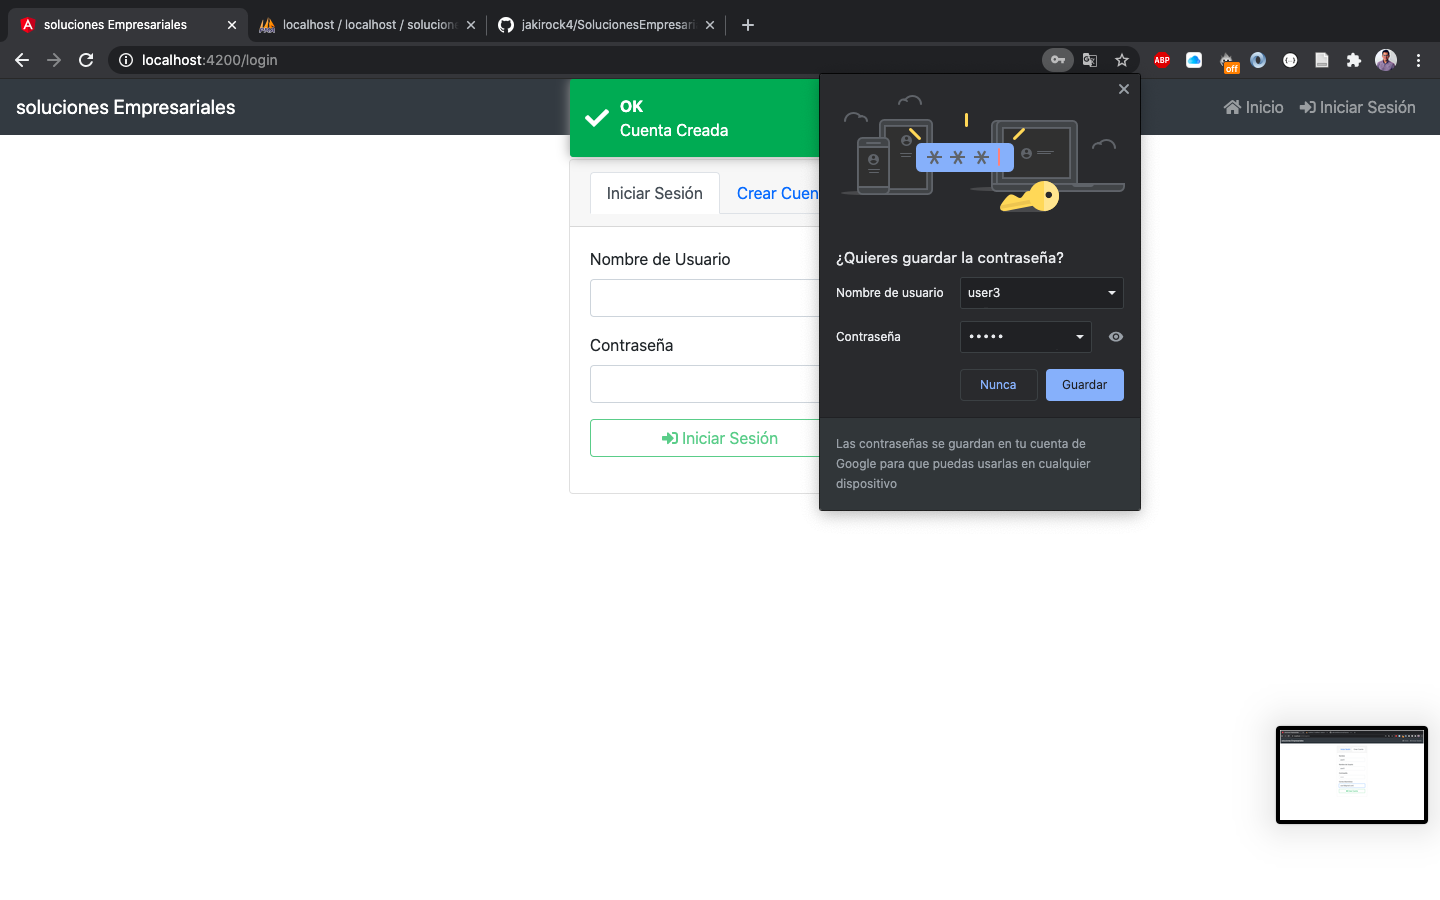 soluciones Empresariales
localhost / localhost / solucione
jakirock4/SolucionesEmpresari
localhost:4200/login
ABP
off
soluciones Empresariales
Inicio
Iniciar Sesión
OK
Cuenta Creada
Iniciar Sesión
Crear Cuen
Nombre de Usuario
Contraseña
Iniciar Sesión
¿Quieres guardar la contraseña?
Nombre de usuario
user3
Contraseña
•••••
Nunca
Guardar
Las contraseñas se guardan en tu cuenta de
Google para que puedas usarlas en cualquier
dispositivo